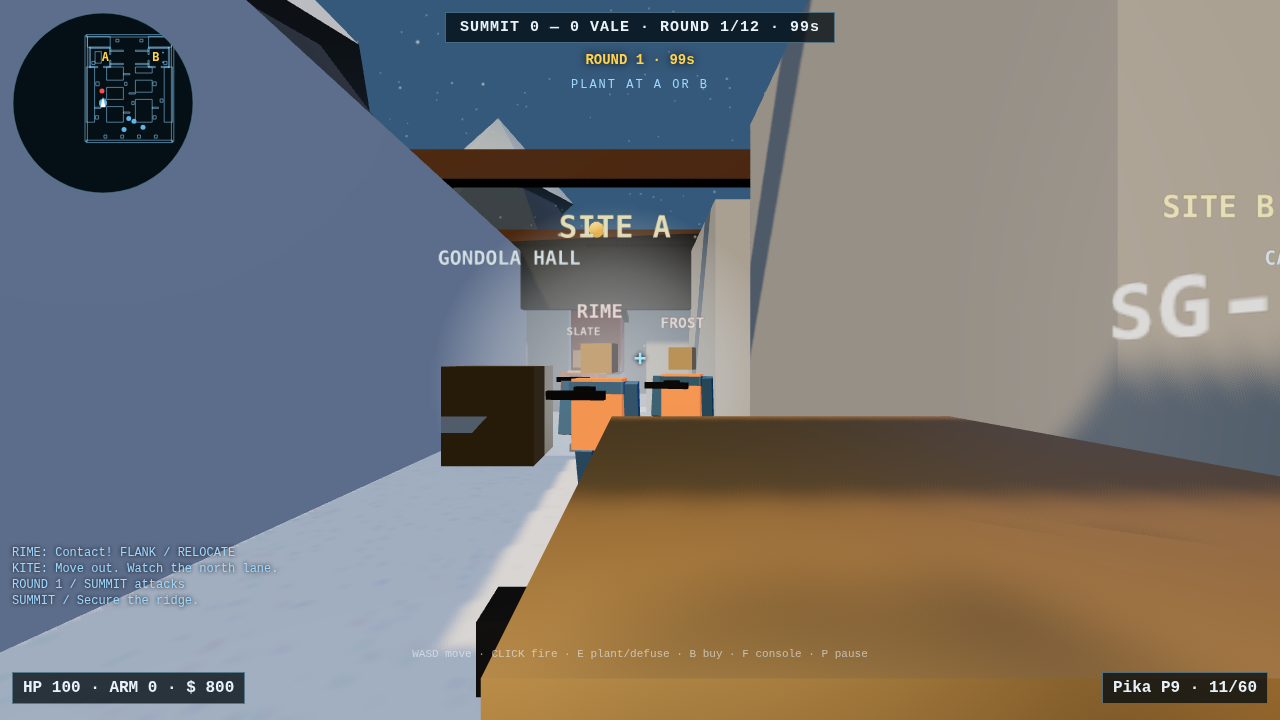 SUMMIT 0 — 0 VALE · ROUND 1/12 · 99s
ROUND 1 · 99s
PLANT AT A OR B
A
B
SITE A
SITE B
GONDOLA HALL
CA
SG-
RIME
FROST
SLATE
RIME: Contact! FLANK / RELOCATE
KITE: Move out. Watch the north lane.
ROUND 1 / SUMMIT attacks
SUMMIT / Secure the ridge.
WASD move · CLICK fire · E plant/defuse · B buy · F console · P pause
HP 100 · ARM 0 · $ 800
Pika P9 · 11/60